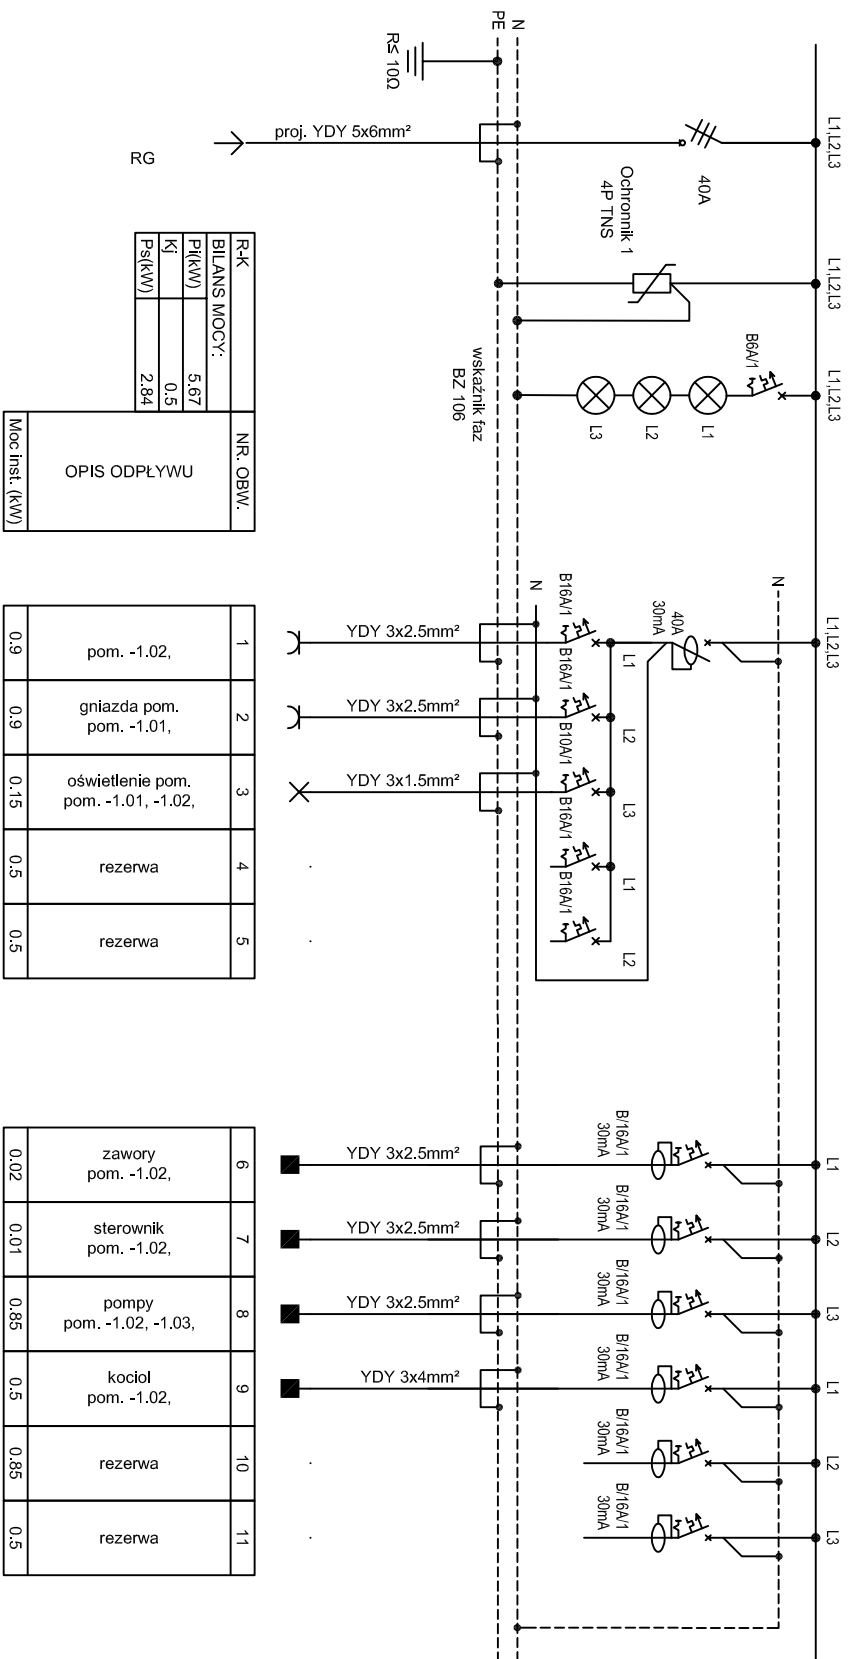 N
PE
R≤ 10Ω
L1,L2,L3
40A
proj. YDY 5x6mm²
RG
L1,L2,L3
Ochronnik 1
4P TNS
L1,L2,L3
B6A/1
L1
L2
L3
wskaźnik faz
BZ 106
R-K
BILANS MOCY:
Pi(kW) 5.67
Kj 0.5
Ps(kW) 2.84
NR. OBW.
OPIS ODPŁYWU
Moc inst. (kW)
L1,L2,L3
N
40A
30mA
N
B16A/1
L1
B16A/1
L2
B10A/1
L3
B16A/1
L1
B16A/1
L2
YDY 3x2.5mm²
YDY 3x2.5mm²
YDY 3x1.5mm²
1
pom. -1.02,
0.9
2
gniazda pom.
pom. -1.01,
0.9
3
oświetlenie pom.
pom. -1.01, -1.02,
0.15
4
rezerwa
0.5
5
rezerwa
0.5
L1
L2
L3
L1
L2
L3
B/16A/1
30mA
B/16A/1
30mA
B/16A/1
30mA
B/16A/1
30mA
B/16A/1
30mA
B/16A/1
30mA
YDY 3x2.5mm²
YDY 3x2.5mm²
YDY 3x2.5mm²
YDY 3x4mm²
6
zawory
pom. -1.02,
0.02
7
sterownik
pom. -1.02,
0.01
8
pompy
pom. -1.02, -1.03,
0.85
9
kociol
pom. -1.02,
0.5
10
rezerwa
0.85
11
rezerwa
0.5